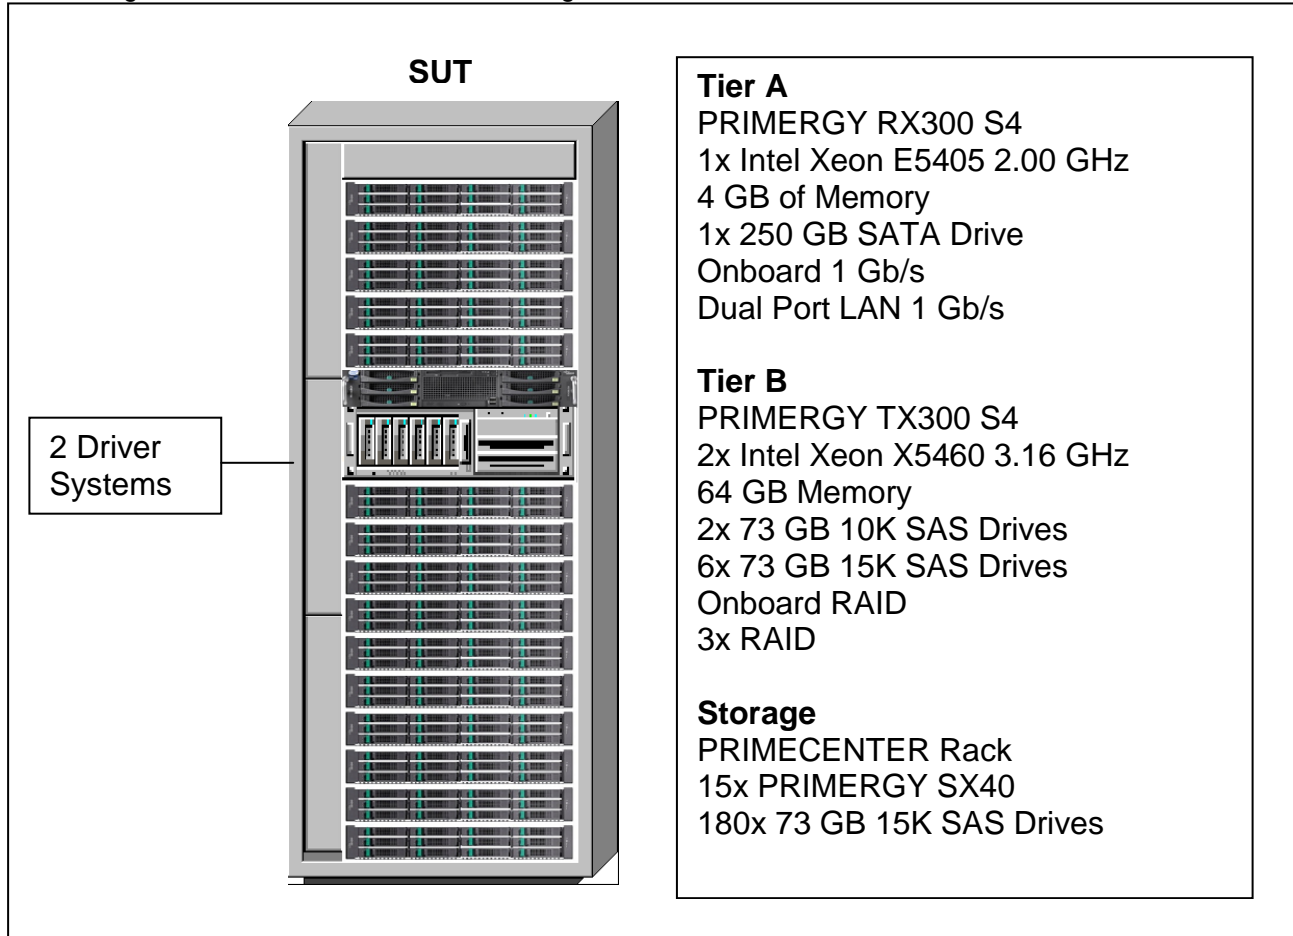 SUT
2 Driver
Systems
Tier A
PRIMERGY RX300 S4
1x Intel Xeon E5405 2.00 GHz
4 GB of Memory
1x 250 GB SATA Drive
Onboard 1 Gb/s
Dual Port LAN 1 Gb/s
Tier B
PRIMERGY TX300 S4
2x Intel Xeon X5460 3.16 GHz
64 GB Memory
2x 73 GB 10K SAS Drives
6x 73 GB 15K SAS Drives
Onboard RAID
3x RAID
Storage
PRIMECENTER Rack
15x PRIMERGY SX40
180x 73 GB 15K SAS Drives